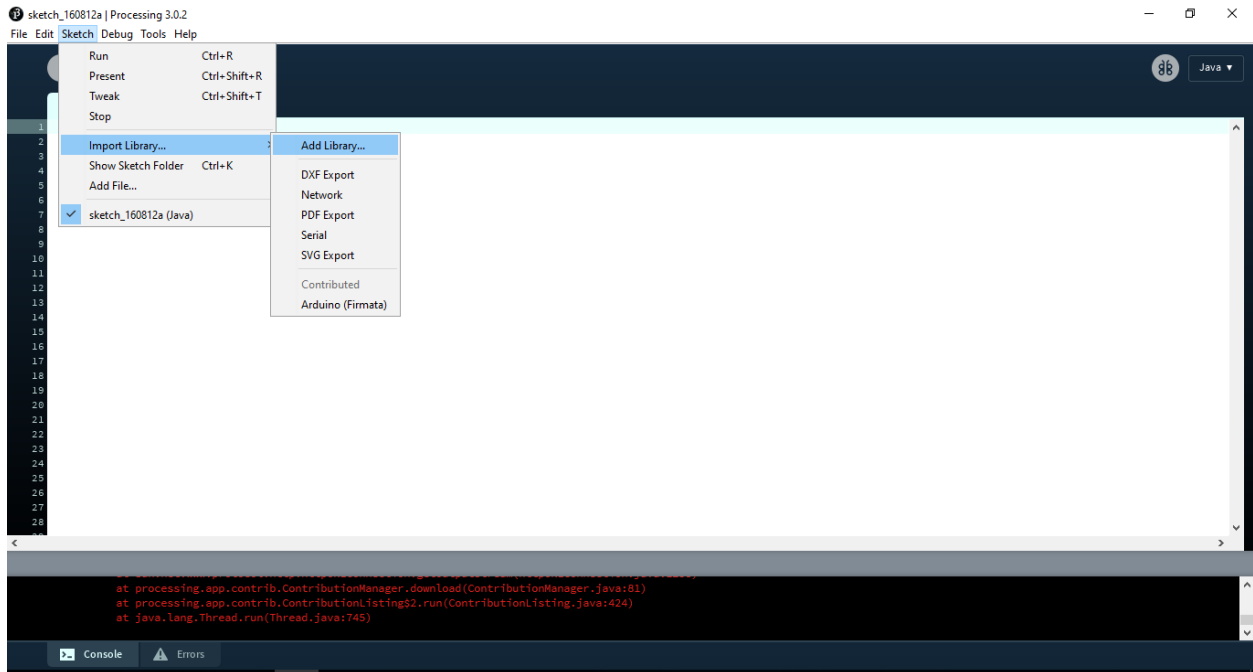 sketch_160812a | Processing 3.0.2
File Edit Sketch Debug Tools Help
Run Ctrl+R
Present Ctrl+Shift+R
Tweak Ctrl+Shift+T
Stop
Import Library...
Show Sketch Folder Ctrl+K
Add File...
sketch_160812a (Java)
Add Library...
DXF Export
Network
PDF Export
Serial
SVG Export
Contributed
Arduino (Firmata)
Java
1
2
3
4
5
6
7
8
9
10
11
12
13
14
15
16
17
18
19
20
21
22
23
24
25
26
27
28
at processing.app.contrib.ContributionManager.download(ContributionManager.java:81)
at processing.app.contrib.ContributionListing$2.run(ContributionListing.java:424)
at java.lang.Thread.run(Thread.java:745)
Console Errors